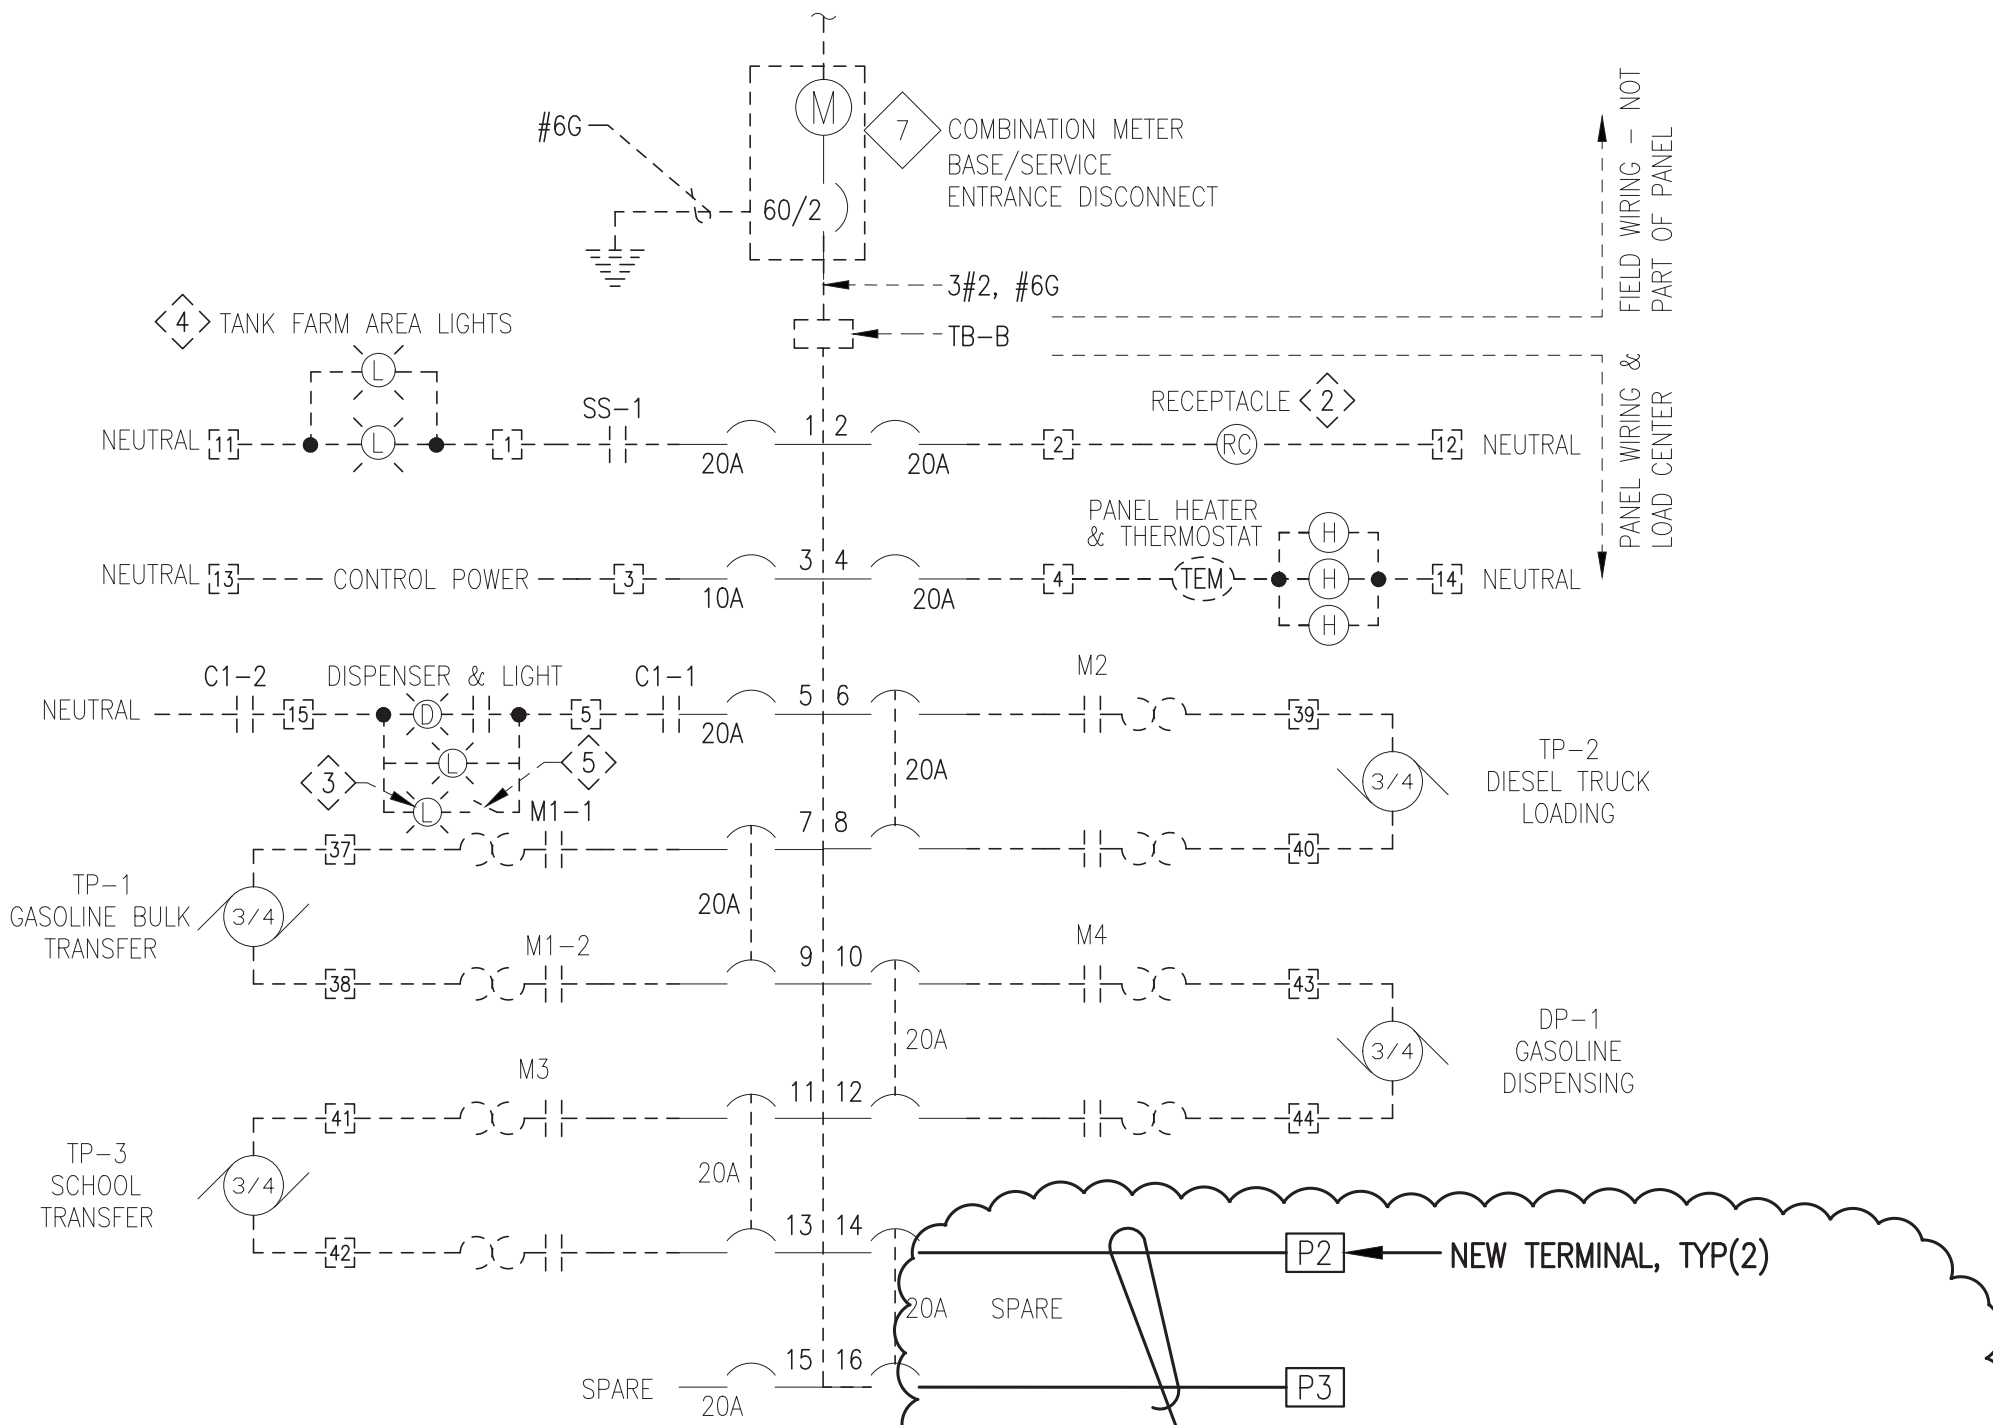 M
#6G
7
COMBINATION METER
BASE/SERVICE
ENTRANCE DISCONNECT
60/2
3#2, #6G
TB-B
FIELD WIRING - NOT
PART OF PANEL
PANEL WIRING &
LOAD CENTER
4 TANK FARM AREA LIGHTS
L
SS-1
RECEPTACLE 2
NEUTRAL 11 L 1 20A 1 2 20A 2 RC 12 NEUTRAL
PANEL HEATER
& THERMOSTAT
H
NEUTRAL 13 CONTROL POWER 3 10A 3 4 20A 4 TEM H 14 NEUTRAL
H
C1-2 DISPENSER & LIGHT C1-1 M2
NEUTRAL 15 D 5 20A 5 6 39
L 5
3 L
20A
3/4
TP-2
DIESEL TRUCK
LOADING
M1-1
37 7 8 40
TP-1
GASOLINE BULK
TRANSFER
3/4
20A
M1-2 M4
38 9 10 43
20A
3/4
DP-1
GASOLINE
DISPENSING
M3
41 11 12 44
TP-3
SCHOOL
TRANSFER
3/4
20A
42 13 14 P2 NEW TERMINAL, TYP(2)
20A SPARE
SPARE 20A 15 16 P3